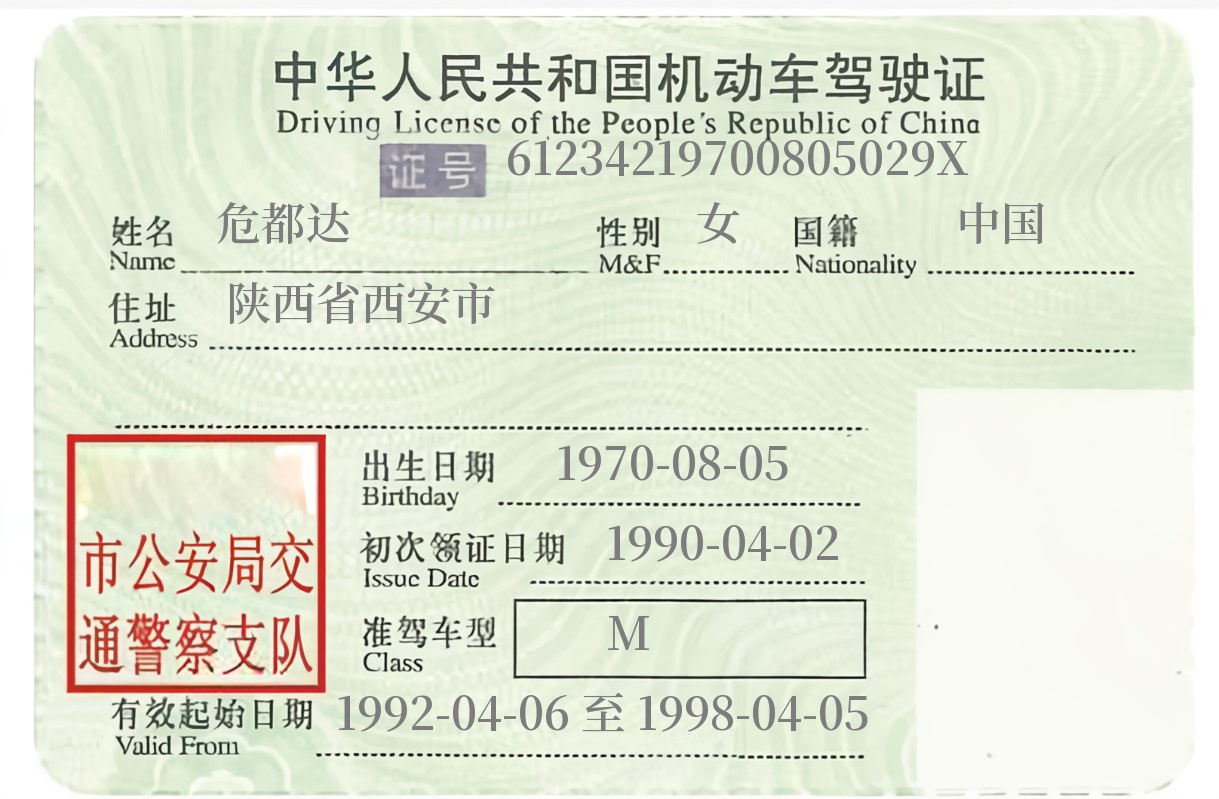 中华人民共和国机动车驾驶证
Driving License of the People's Republic of China
证号 61234219700805029X
姓名 危都达 性别 女 国籍 中国
Name M&F Nationality
住址 陕西省西安市
Address
出生日期 1970-08-05
Birthday
初次领证日期 1990-04-02
Issue Date
市公安局交
通警察支队
准驾车型 M
Class
有效起始日期 1992-04-06 至 1998-04-05
Valid From